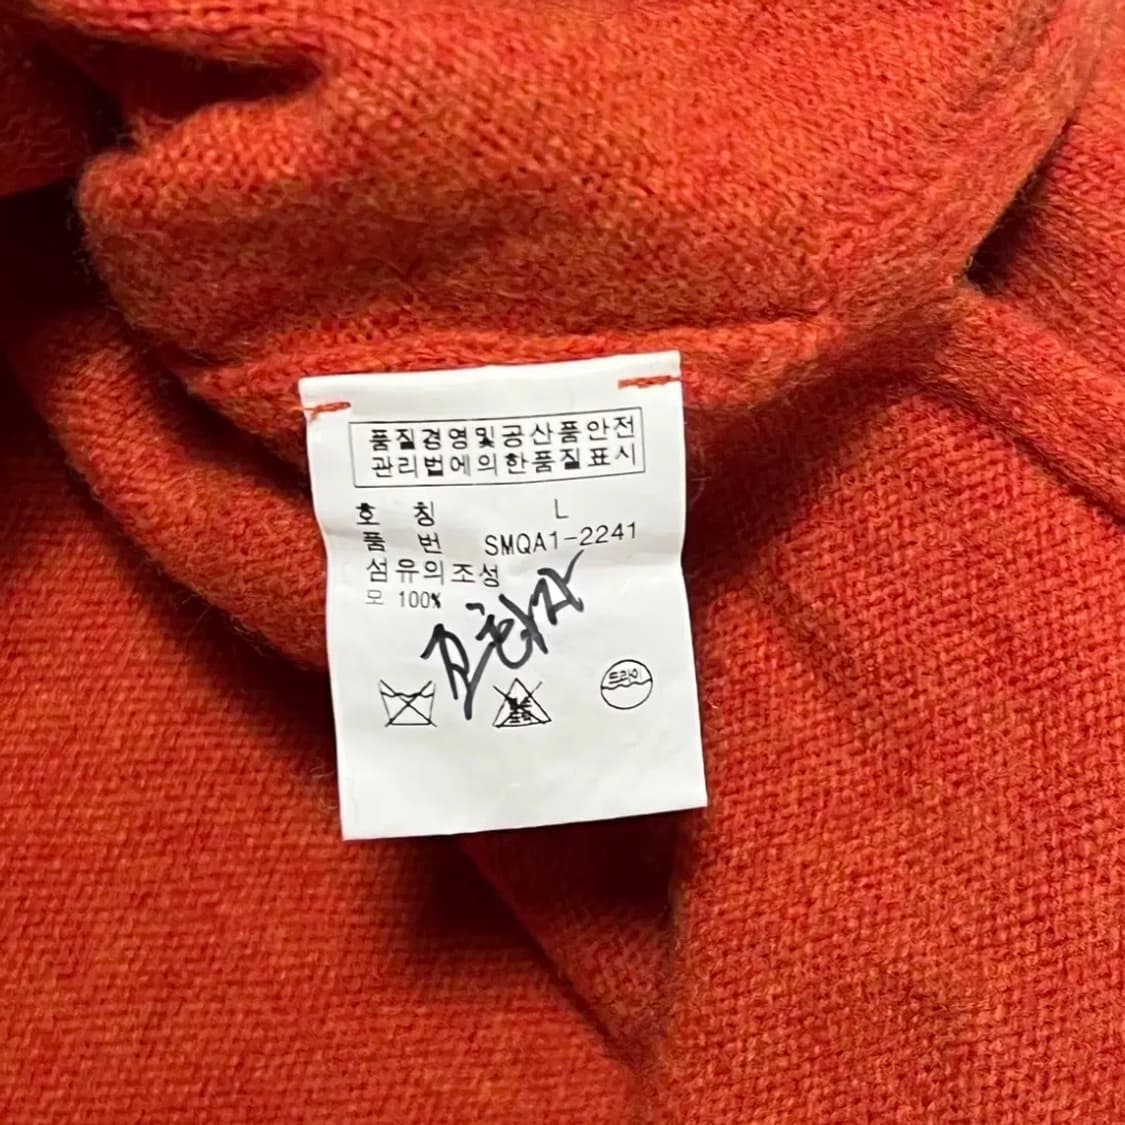 품질경영및공산품안전
관리법에의한품질표시
호 칭 L
품 번 SMQA1-2241
섬유의조성
모 100%
드라이